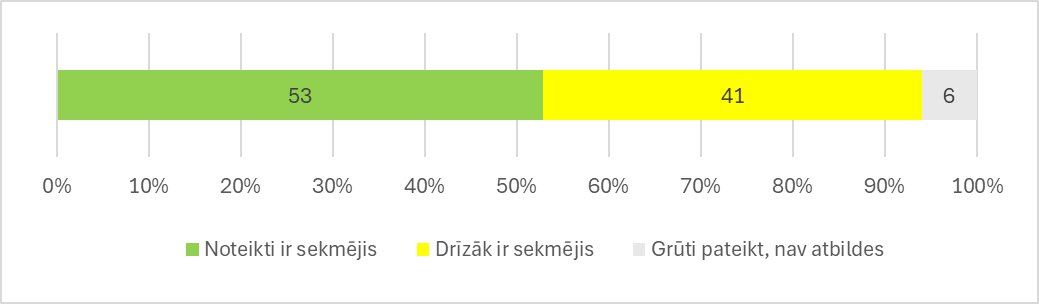 53 41 6
0% 10% 20% 30% 40% 50% 60% 70% 80% 90% 100%
Noteikti ir sekmējis Drīzāk ir sekmējis Grūti pateikt, nav atbildes